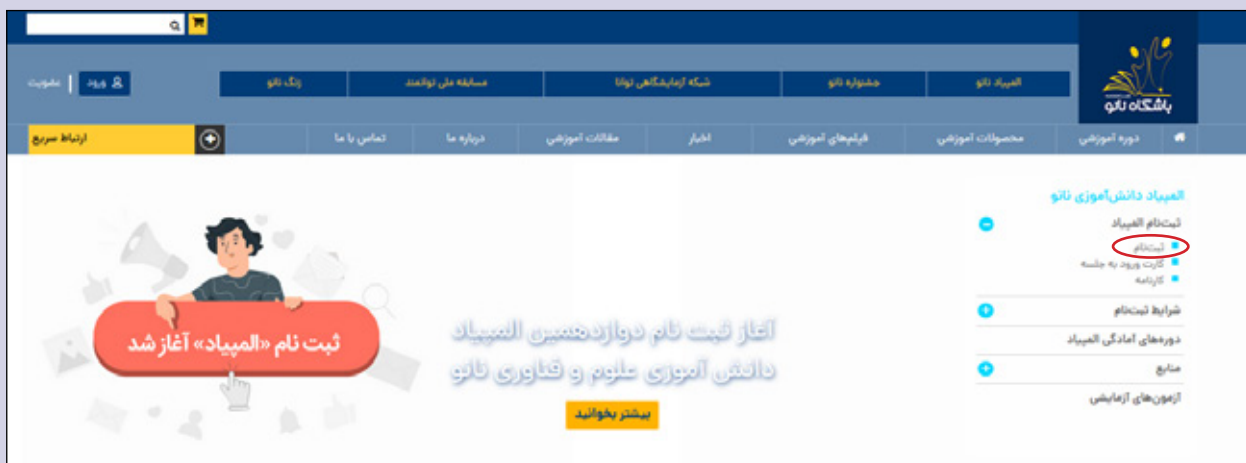 باشگاه نانو
المپیاد نانو
جشنواره نانو
شبکه آزمایشگاهی توانا
مسابقه ملی توانمند
زنگ نانو
ورود | عضویت
دوره آموزشی
محصولات آموزشی
فیلم‌های آموزشی
اخبار
مقالات آموزشی
درباره ما
تماس با ما
ارتباط سریع
المپیاد دانش‌آموزی نانو
ثبت‌نام المپیاد
ثبت‌نام
کارت ورود به جلسه
کارنامه
شرایط ثبت‌نام
دوره‌های آمادگی المپیاد
منابع
آزمون‌های آزمایشی
آغاز ثبت نام دوازدهمین المپیاد
دانش آموزی علوم و فناوری نانو
بیشتر بخوانید
ثبت نام «المپیاد» آغاز شد